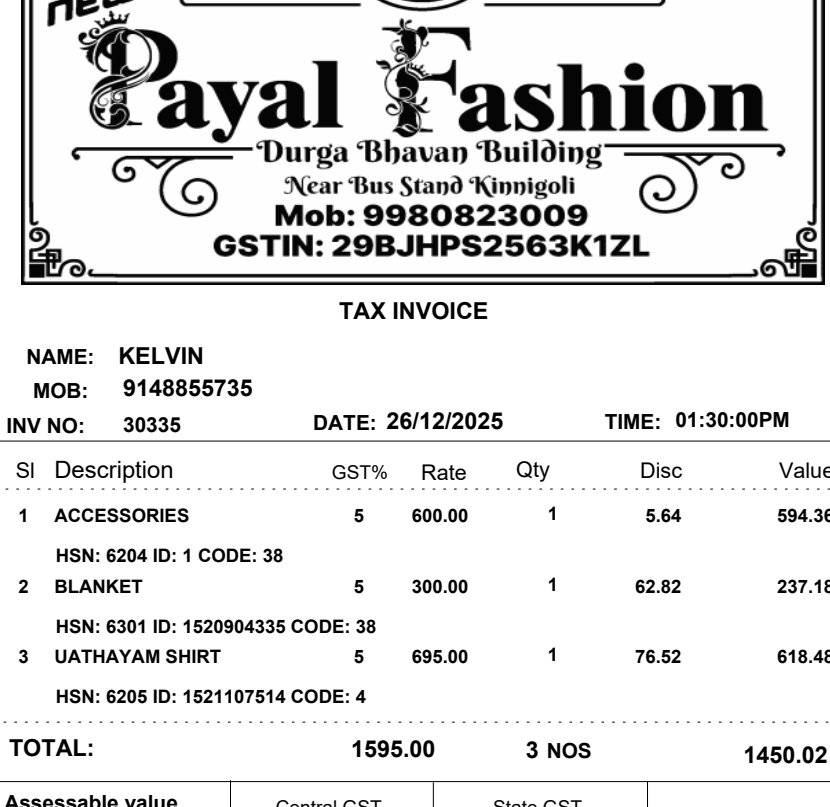 new
Payal Fashion
Durga Bhavan Building
Near Bus Stand Kinnigoli
Mob: 9980823009
GSTIN: 29BJHPS2563K1ZL
TAX INVOICE
NAME: KELVIN
MOB: 9148855735
INV NO: 30335 DATE: 26/12/2025 TIME: 01:30:00PM
Sl Description GST% Rate Qty Disc Value
1 ACCESSORIES 5 600.00 1 5.64 594.36
HSN: 6204 ID: 1 CODE: 38
2 BLANKET 5 300.00 1 62.82 237.18
HSN: 6301 ID: 1520904335 CODE: 38
3 UATHAYAM SHIRT 5 695.00 1 76.52 618.48
HSN: 6205 ID: 1521107514 CODE: 4
TOTAL: 1595.00 3 NOS 1450.02
Assessable value Central GST State GST